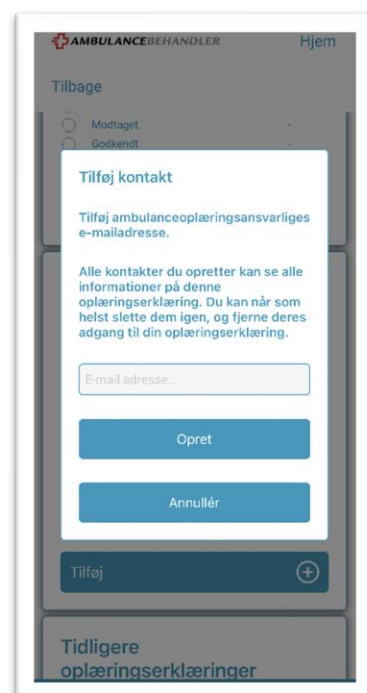 AMBULANCEBEHANDLER Hjem
Tilbage
Modtaget -
Godkendt -
Tilføj kontakt
Tilføj ambulanceoplæringsansvarliges
e-mailadresse.
Alle kontakter du opretter kan se alle
informationer på denne
oplæringserklæring. Du kan når som
helst slette dem igen, og fjerne deres
adgang til din oplæringserklæring.
E-mail adresse...
Opret
Annullér
Tilføj
Tidligere
oplæringserklæringer